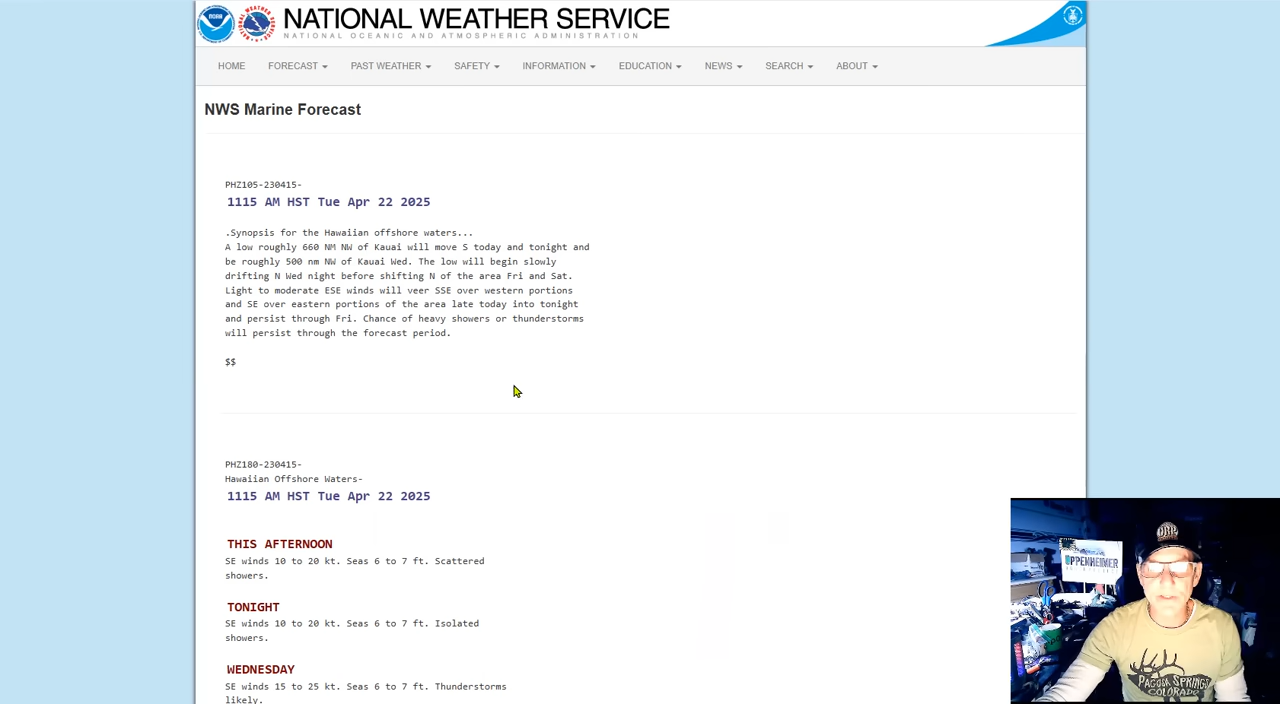 NATIONAL WEATHER SERVICE
NATIONAL OCEANIC AND ATMOSPHERIC ADMINISTRATION
HOME FORECAST PAST WEATHER SAFETY INFORMATION EDUCATION NEWS SEARCH ABOUT
NWS Marine Forecast
PHZ105-230415-
1115 AM HST Tue Apr 22 2025
.Synopsis for the Hawaiian offshore waters...
A low roughly 660 NM NW of Kauai will move S today and tonight and
be roughly 500 nm NW of Kauai Wed. The low will begin slowly
drifting N Wed night before shifting N of the area Fri and Sat.
Light to moderate ESE winds will veer SSE over western portions
and SE over eastern portions of the area late today into tonight
and persist through Fri. Chance of heavy showers or thunderstorms
will persist through the forecast period.
$$
PHZ180-230415-
Hawaiian Offshore Waters-
1115 AM HST Tue Apr 22 2025
THIS AFTERNOON
SE winds 10 to 20 kt. Seas 6 to 7 ft. Scattered
showers.
TONIGHT
SE winds 10 to 20 kt. Seas 6 to 7 ft. Isolated
showers.
WEDNESDAY
SE winds 15 to 25 kt. Seas 6 to 7 ft. Thunderstorms
likely.
ORP
OPPENHEIMER
PAGOSA SPRINGS
COLORADO